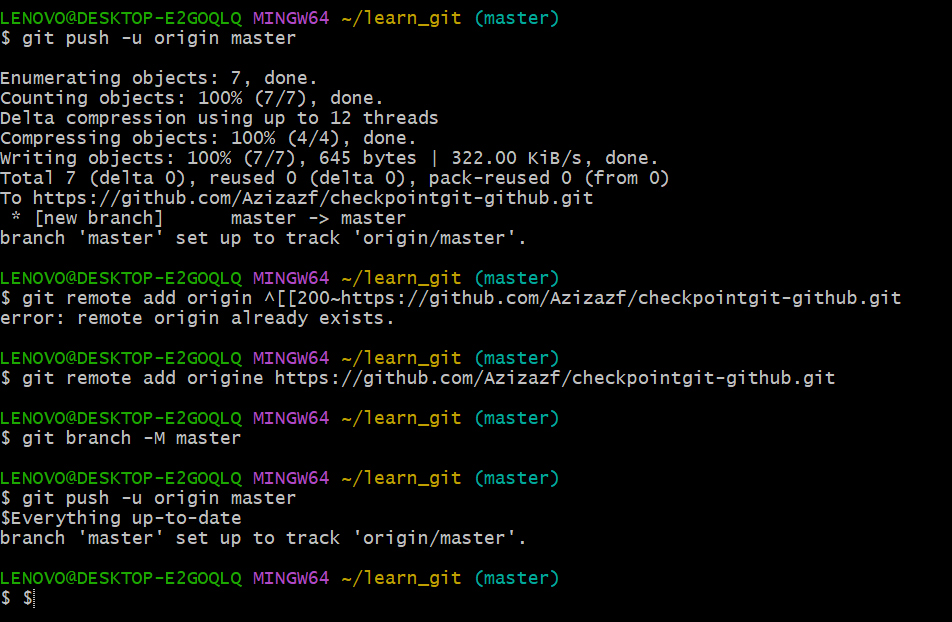 LENOVO@DESKTOP-E2GOQLQ MINGW64 ~/learn_git (master)
$ git push -u origin master
Enumerating objects: 7, done.
Counting objects: 100% (7/7), done.
Delta compression using up to 12 threads
Compressing objects: 100% (4/4), done.
Writing objects: 100% (7/7), 645 bytes | 322.00 KiB/s, done.
Total 7 (delta 0), reused 0 (delta 0), pack-reused 0 (from 0)
To https://github.com/Azizazf/checkpointgit-github.git
 * [new branch]      master -> master
branch 'master' set up to track 'origin/master'.
LENOVO@DESKTOP-E2GOQLQ MINGW64 ~/learn_git (master)
$ git remote add origin ^[[200~https://github.com/Azizazf/checkpointgit-github.git
error: remote origin already exists.
LENOVO@DESKTOP-E2GOQLQ MINGW64 ~/learn_git (master)
$ git remote add origine https://github.com/Azizazf/checkpointgit-github.git
LENOVO@DESKTOP-E2GOQLQ MINGW64 ~/learn_git (master)
$ git branch -M master
LENOVO@DESKTOP-E2GOQLQ MINGW64 ~/learn_git (master)
$ git push -u origin master
$Everything up-to-date
branch 'master' set up to track 'origin/master'.
LENOVO@DESKTOP-E2GOQLQ MINGW64 ~/learn_git (master)
$ $